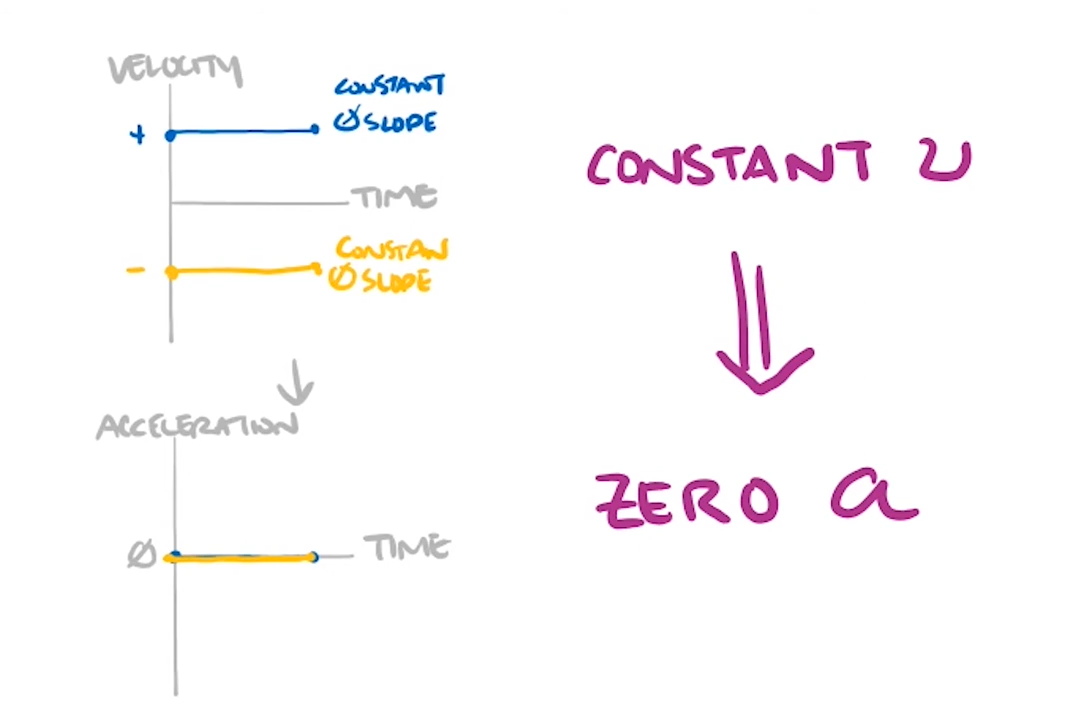 VELOCITY
CONSTANT
+
∅ SLOPE
TIME
CONSTAN
-
∅ SLOPE
ACCELERATION
∅
TIME
CONSTANT v
ZERO a